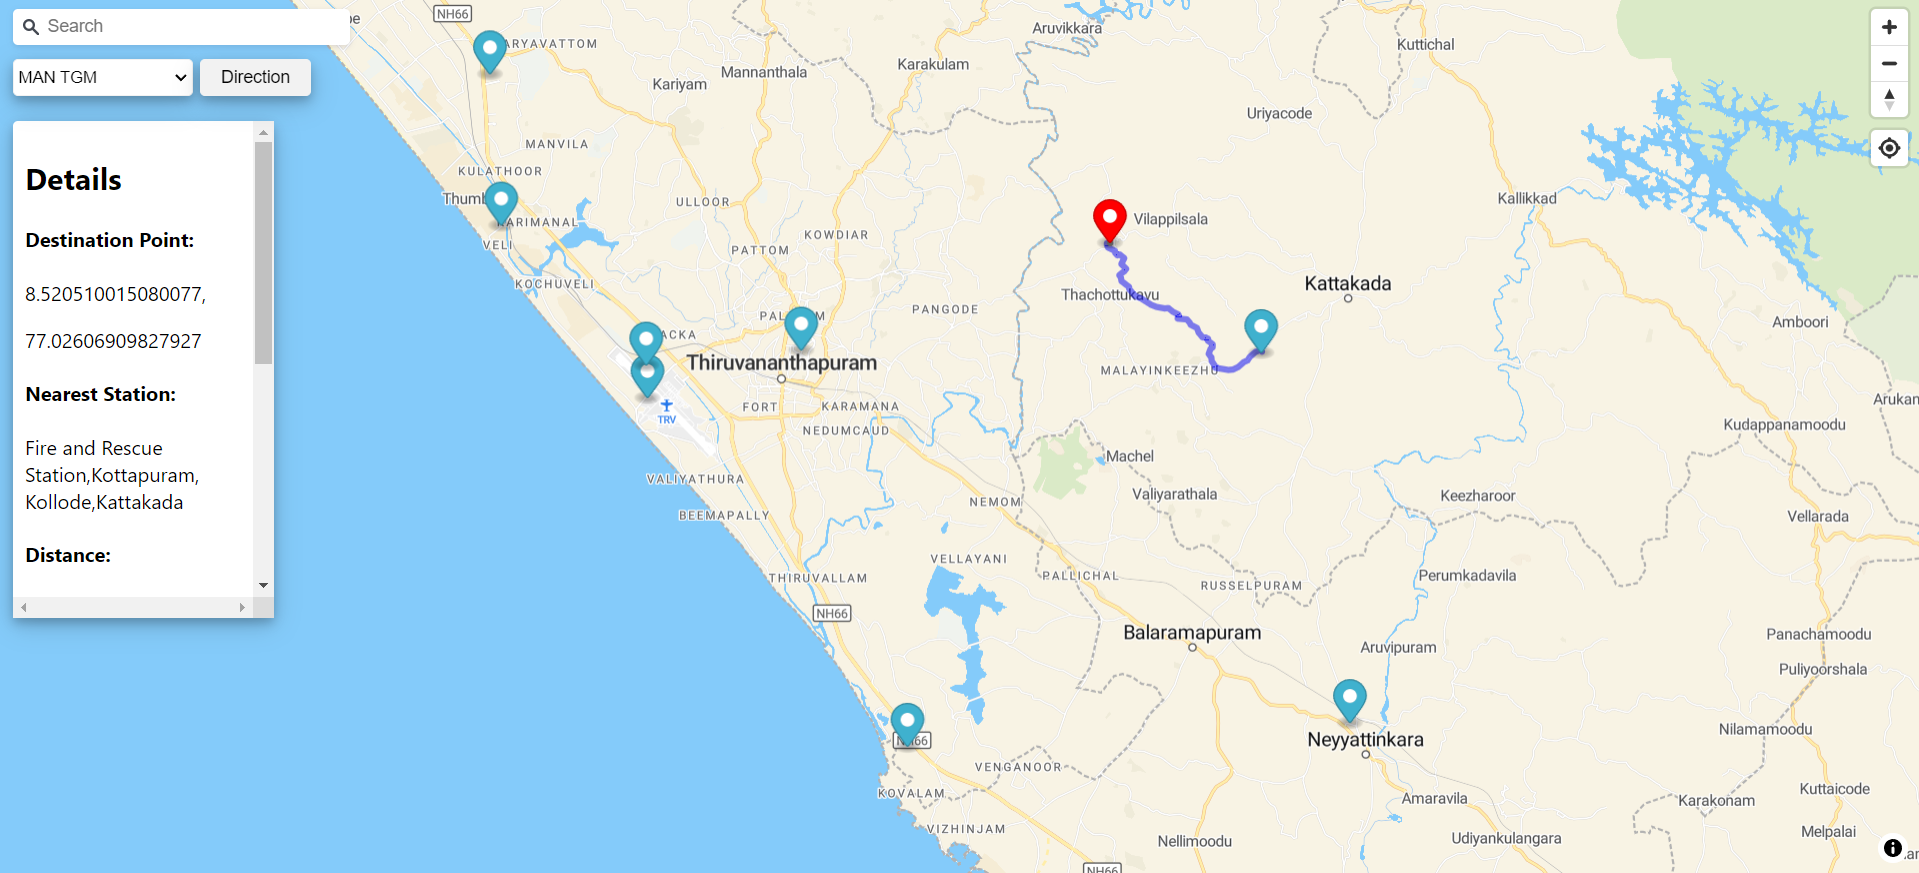 Search
MAN TGM
Direction
Details
Destination Point:
8.520510015080077,
77.02606909827927
Nearest Station:
Fire and Rescue
Station,Kottapuram,
Kollode,Kattakada
Distance:
NH66
ARYAVATTOM
Kariyam
Mannanthala
Karakulam
Aruvikkara
Kuttichal
Uriyacode
MANVILA
KULATHOOR
KARIMANAL
VELI
ULLOOR
KOWDIAR
PATTOM
KOCHUVELI
PANGODE
Vilappilsala
Kallikkad
Thachottukavu
Kattakada
Amboori
Thiruvananthapuram
MALAYINKEEZHU
TRV
FORT
KARAMANA
NEDUMCAUD
Kudappanamoodu
Machel
VALIYATHURA
Valiyarathala
NEMOM
Keezharoor
BEEMAPALLY
Vellarada
VELLAYANI
THIRUVALLAM
PALLICHAL
RUSSELPURAM
Perumkadavila
NH66
Balaramapuram
Aruvipuram
Panachamoodu
Puliyoorshala
NH66
Neyyattinkara
Nilamamoodu
VENGANOOR
KOVALAM
Amaravila
Karakonam
Kuttaicode
VIZHINJAM
Nellimoodu
Udiyankulangara
Melpalai
NH66